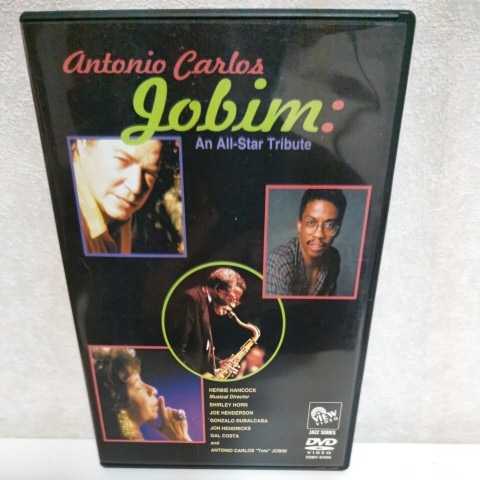 Antonio Carlos
Jobim:
An All-Star Tribute
HERBIE HANCOCK
Musical Director
SHIRLEY HORN
JOE HENDERSON
GONZALO RUBALCABA
JON HENDRICKS
GAL COSTA
and
ANTONIO CARLOS "Tom" JOBIM
VIEW
VIDEO
JAZZ SERIES
DVD
VIDEO